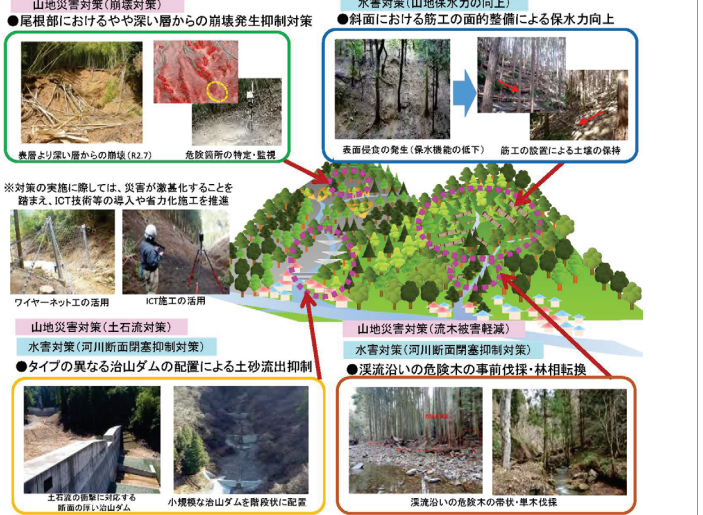 山地災害対策(崩壊対策)
●尾根部におけるやや深い層からの崩壊発生抑制対策
表層より深い層からの崩壊(R2.7)
危険箇所の特定・監視
水害対策(山地保水力の向上)
●斜面における筋工の面的整備による保水力向上
表面侵食の発生(保水機能の低下)
筋工の設置による土壌の保持
※対策の実施に際しては、災害が激甚化することを
踏まえ、ICT技術等の導入や省力化施工を推進
ワイヤーネット工の活用
ICT施工の活用
山地災害対策(土石流対策)
水害対策(河川断面閉塞抑制対策)
●タイプの異なる治山ダムの配置による土砂流出抑制
土石流の衝撃に対応する
断面の厚い治山ダム
小規模な治山ダムを階段状に配置
山地災害対策(流木被害軽減)
水害対策(河川断面閉塞抑制対策)
●渓流沿いの危険木の事前伐採・林相転換
渓流沿いの危険木の帯状・単木伐採